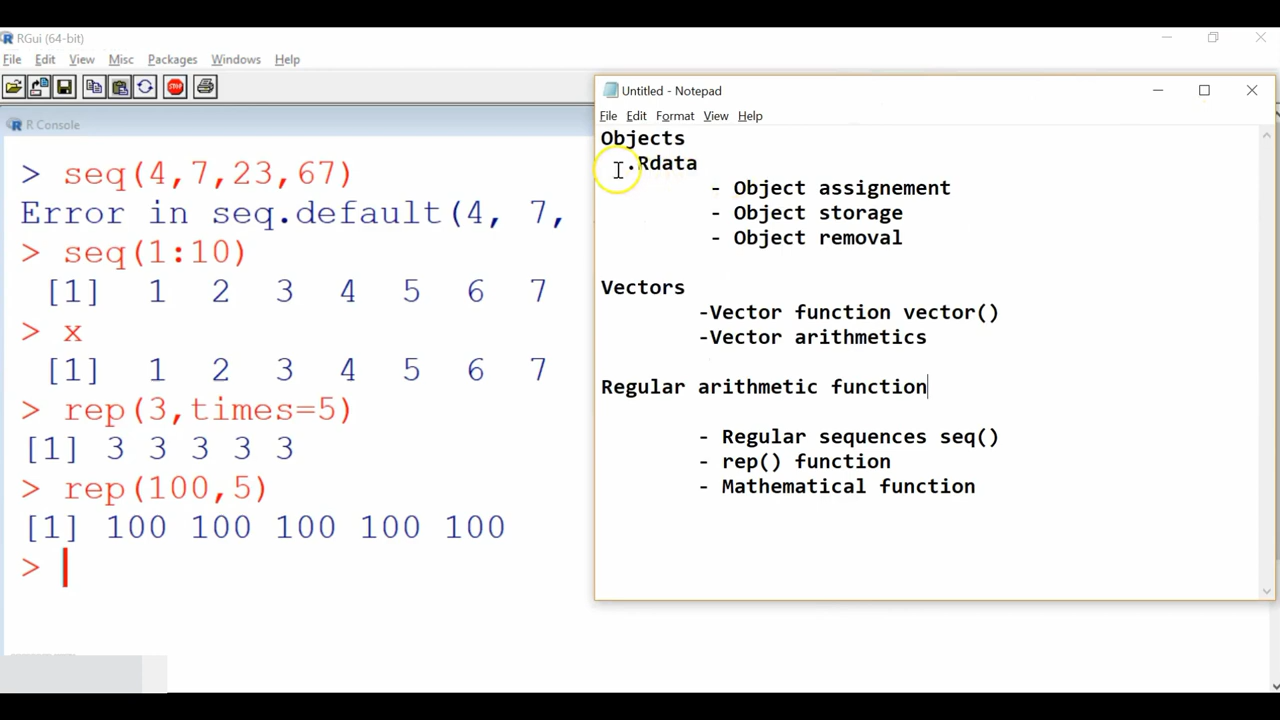 RGui (64-bit)
File Edit View Misc Packages Windows Help
STOP
R Console
> seq(4,7,23,67)
Error in seq.default(4, 7,
> seq(1:10)
[1] 1 2 3 4 5 6 7
> x
[1] 1 2 3 4 5 6 7
> rep(3,times=5)
[1] 3 3 3 3 3
> rep(100,5)
[1] 100 100 100 100 100
>
Untitled - Notepad
File Edit Format View Help
Objects
.Rdata
- Object assignement
- Object storage
- Object removal
Vectors
-Vector function vector()
-Vector arithmetics
Regular arithmetic function
- Regular sequences seq()
- rep() function
- Mathematical function